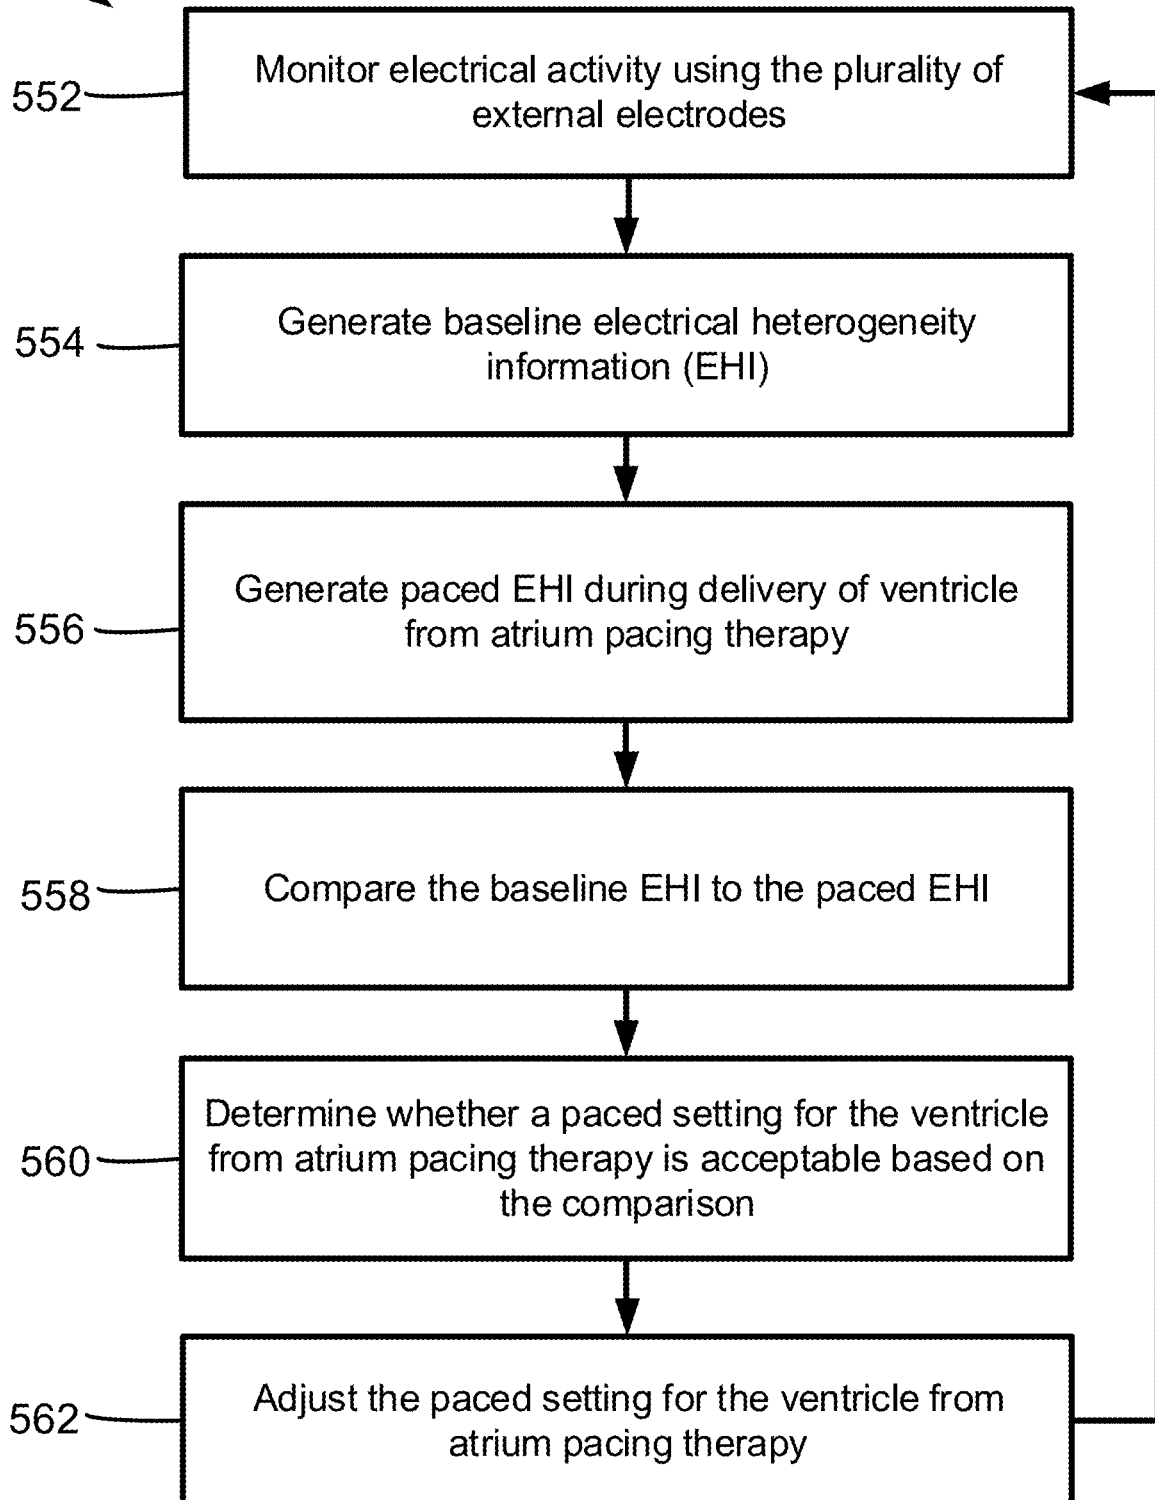 552
Monitor electrical activity using the plurality of
external electrodes
554
Generate baseline electrical heterogeneity
information (EHI)
556
Generate paced EHI during delivery of ventricle
from atrium pacing therapy
558
Compare the baseline EHI to the paced EHI
560
Determine whether a paced setting for the ventricle
from atrium pacing therapy is acceptable based on
the comparison
562
Adjust the paced setting for the ventricle from
atrium pacing therapy